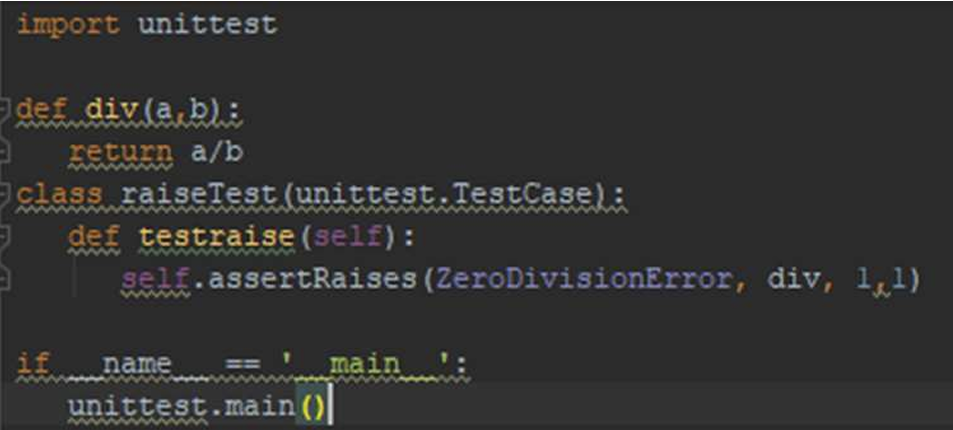 import unittest
def div(a,b):
return a/b
class raiseTest(unittest.TestCase):
def testraise(self):
self.assertRaises(ZeroDivisionError, div, 1,1)
if __name__ == '__main__':
unittest.main()